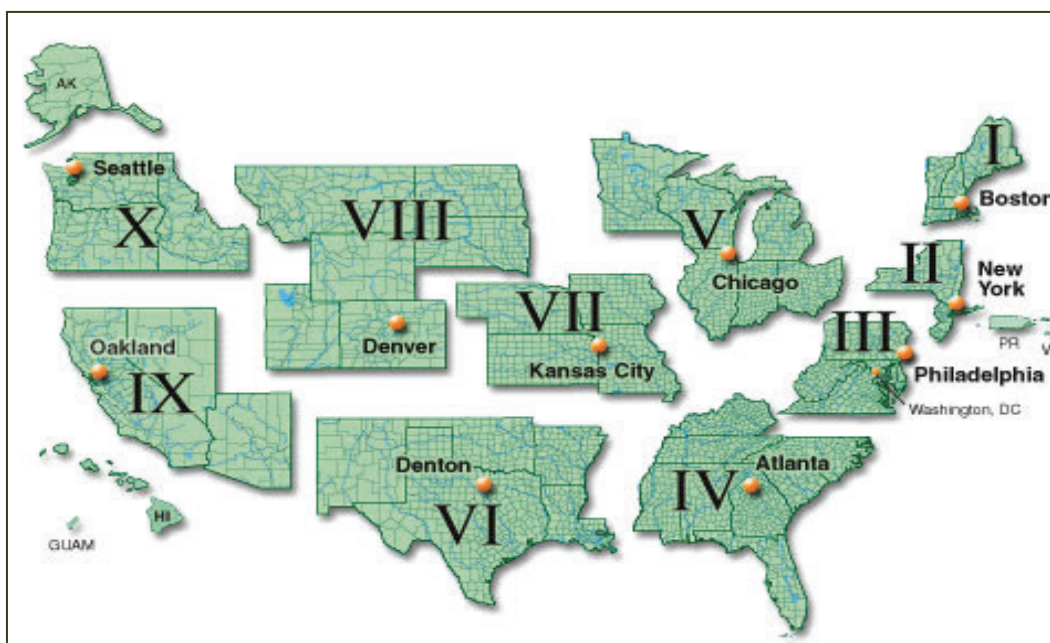 AK
Seattle
X
VIII
V
Chicago
I
Boston
II
New
York
PR
V
III
Philadelphia
Washington, DC
Denver
VII
Kansas City
Oakland
IX
HI
GUAM
Denton
VI
Atlanta
IV